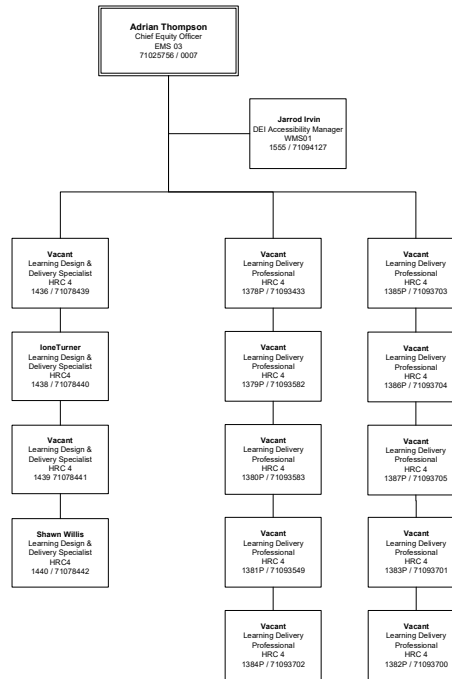 Adrian Thompson
Chief Equity Officer
EMS 03
71025756 / 0007
Jarrod Irvin
DEI Accessibility Manager
WMS01
1555 / 71094127
Vacant
Learning Design &
Delivery Specialist
HRC 4
1436 / 71078439
IoneTurner
Learning Design &
Delivery Specialist
HRC4
1438 / 71078440
Vacant
Learning Design &
Delivery Specialist
HRC 4
1439 71078441
Shawn Willis
Learning Design &
Delivery Specialist
HRC4
1440 / 71078442
Vacant
Learning Delivery
Professional
HRC 4
1378P / 71093433
Vacant
Learning Delivery
Professional
HRC 4
1379P / 71093582
Vacant
Learning Delivery
Professional
HRC 4
1380P / 71093583
Vacant
Learning Delivery
Professional
HRC 4
1381P / 71093549
Vacant
Learning Delivery
Professional
HRC 4
1384P / 71093702
Vacant
Learning Delivery
Professional
HRC 4
1385P / 71093703
Vacant
Learning Delivery
Professional
HRC 4
1386P / 71093704
Vacant
Learning Delivery
Professional
HRC 4
1387P / 71093705
Vacant
Learning Delivery
Professional
HRC 4
1383P / 71093701
Vacant
Learning Delivery
Professional
HRC 4
1382P / 71093700